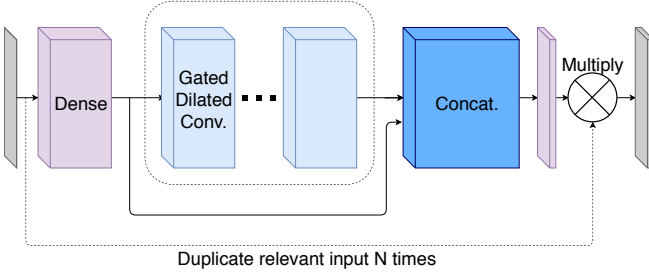 Dense
Gated
Dilated
Conv.
Concat.
Multiply
Duplicate relevant input N times